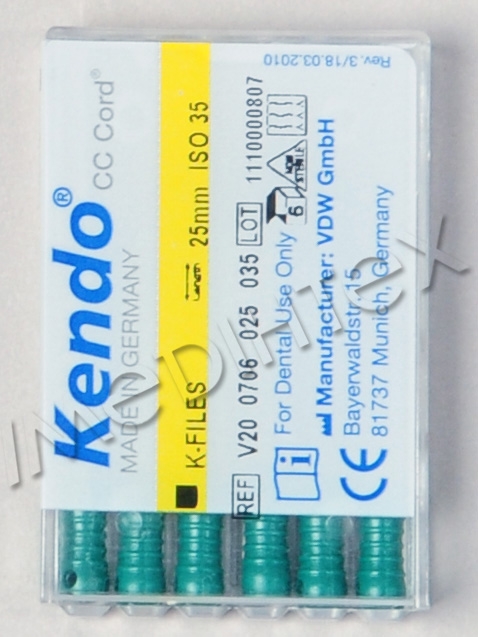 Kendo® CC Cord®
MADE IN GERMANY
K-FILES 25mm ISO 35
REF V20 0706 025 035 LOT 1110000807
For Dental Use Only 6 NON STERILE
Manufacturer: VDW GmbH
Bayerwaldstr. 15
81737 Munich, Germany
CE
Rev. 3/18.03.2010